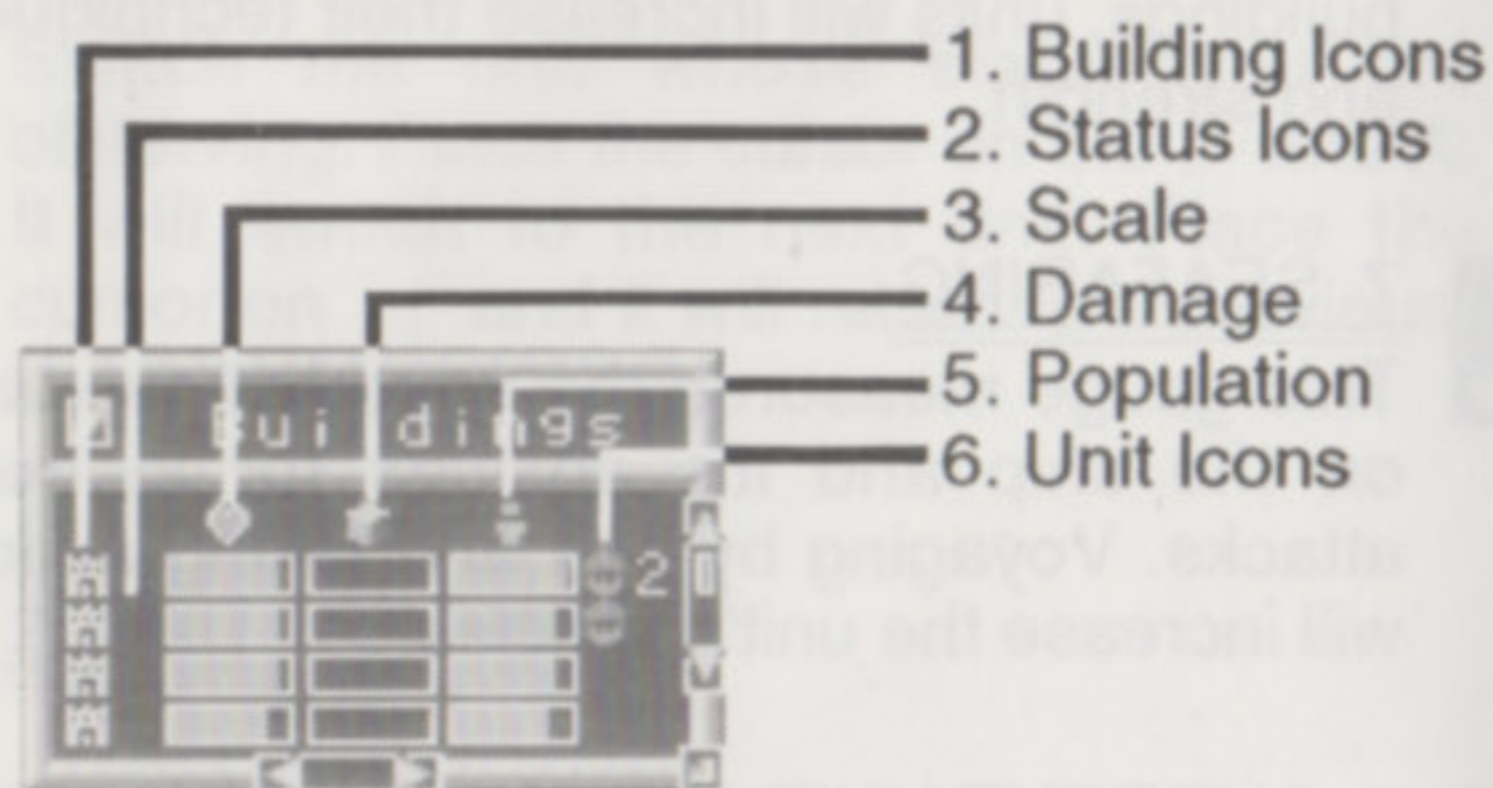 1. Building Icons
2. Status Icons
3. Scale
4. Damage
5. Population
6. Unit Icons
Buildings
2